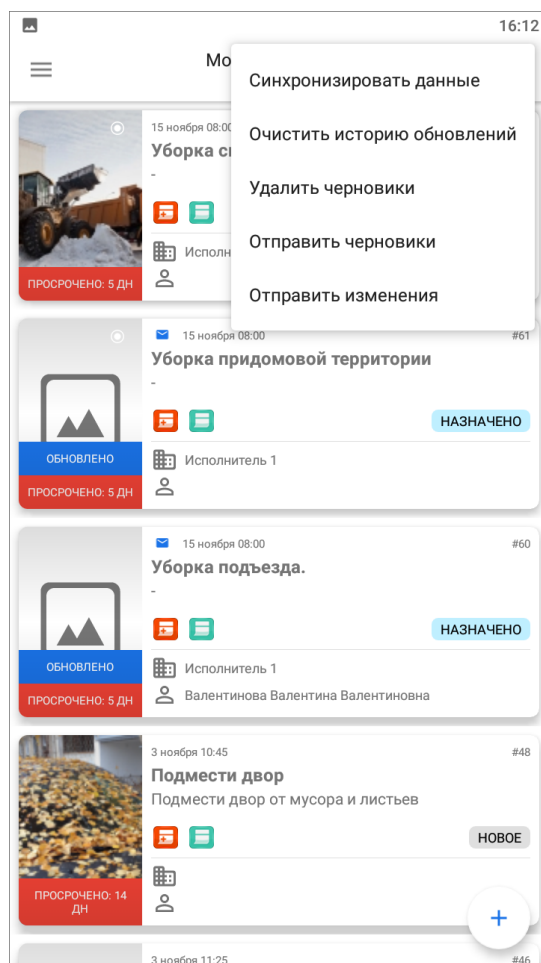 16:12
Мо
Синхронизировать данные
Очистить историю обновлений
Удалить черновики
Отправить черновики
Отправить изменения
15 ноября 08:00
Уборка
-
ПРОСРОЧЕНО: 5 ДН
Исполн
15 ноября 08:00
#61
Уборка придомовой территории
-
НАЗНАЧЕНО
ОБНОВЛЕНО
Исполнитель 1
ПРОСРОЧЕНО: 5 ДН
15 ноября 08:00
#60
Уборка подъезда.
-
НАЗНАЧЕНО
ОБНОВЛЕНО
Исполнитель 1
ПРОСРОЧЕНО: 5 ДН
Валентинова Валентина Валентиновна
3 ноября 10:45
#48
Подмести двор
Подмести двор от мусора и листьев
НОВОЕ
ПРОСРОЧЕНО: 14
ДН
+
3 ноября 11:25
#46